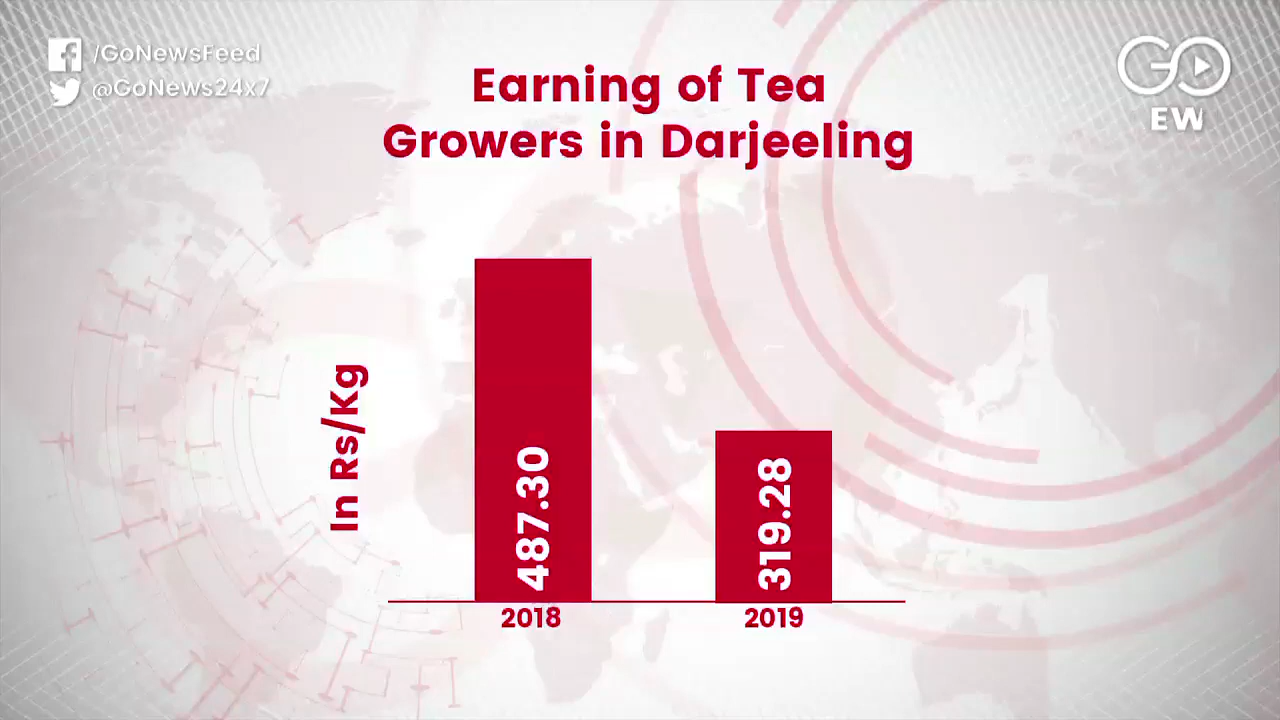 /GoNewsFeed
@GoNews24x7
GO
EW
Earning of Tea
Growers in Darjeeling
In Rs/Kg
487.30
319.28
2018
2019